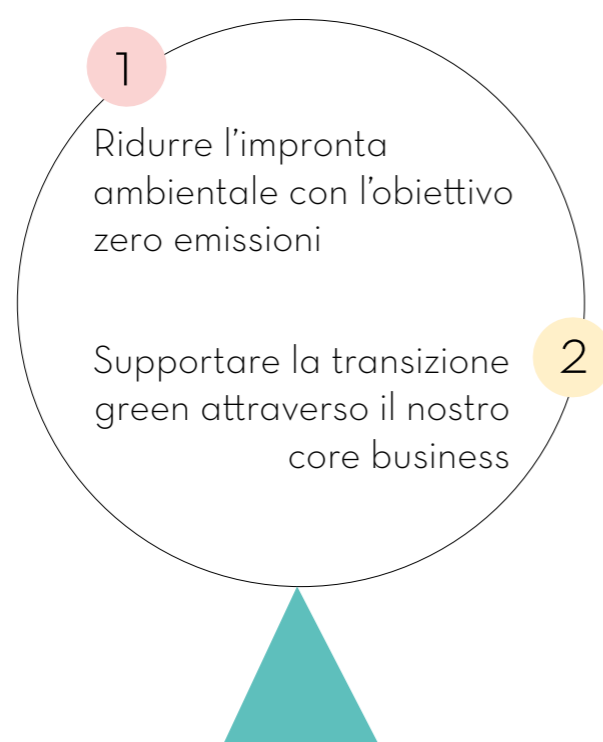 1
Ridurre l’impronta
ambientale con l’obiettivo
zero emissioni
2
Supportare la transizione
green attraverso il nostro
core business